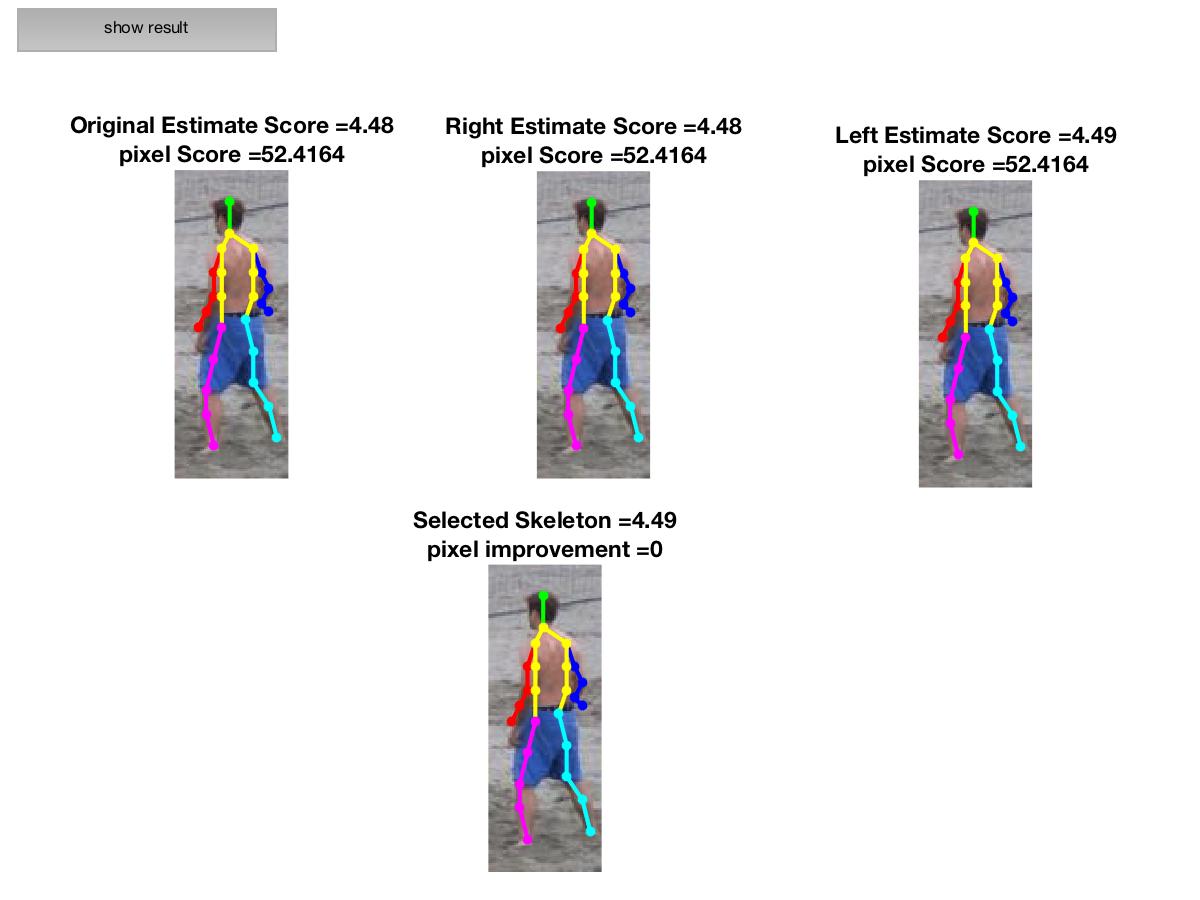 show result
Original Estimate Score =4.48
pixel Score =52.4164
Right Estimate Score =4.48
pixel Score =52.4164
Left Estimate Score =4.49
pixel Score =52.4164
Selected Skeleton =4.49
pixel improvement =0